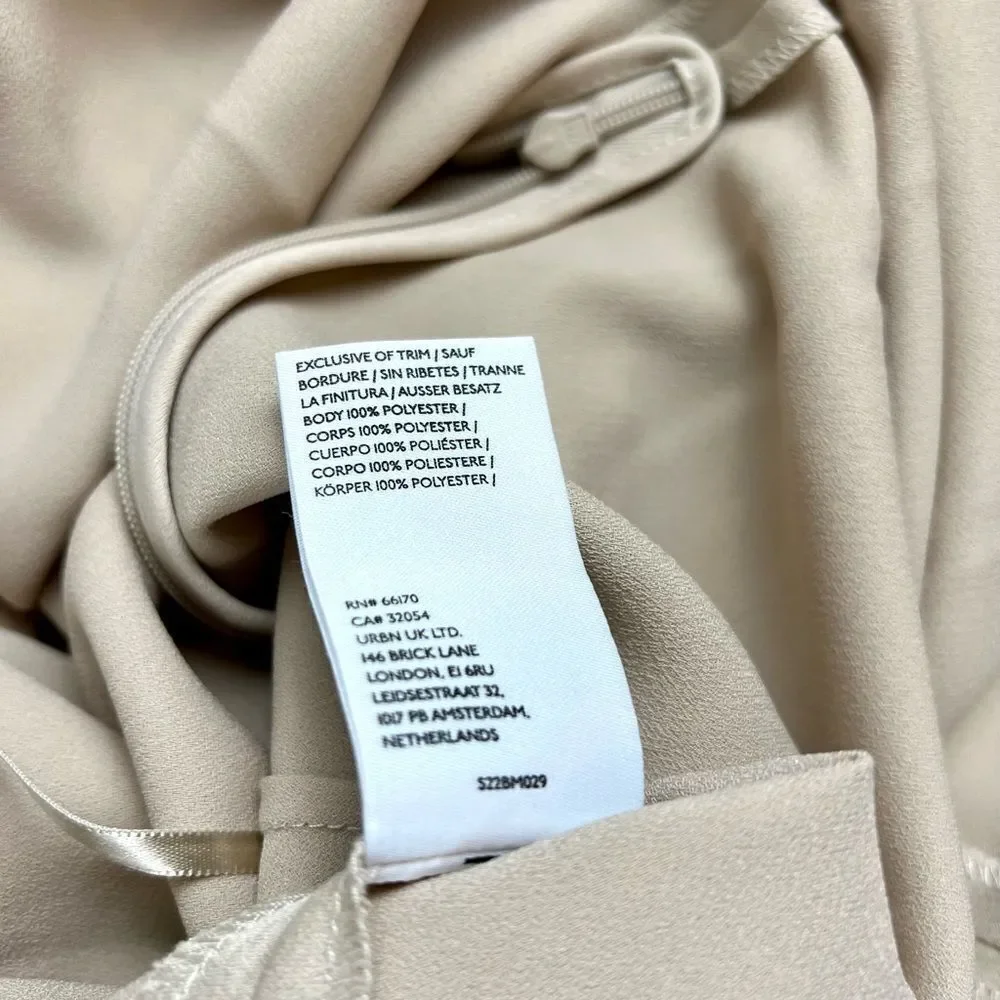 EXCLUSIVE OF TRIM / SAUF
BORDURE / SIN RIBETES / TRANNE
LA FINITURA / AUSSER BESATZ
BODY 100% POLYESTER /
CORPS 100% POLYESTER /
CUERPO 100% POLIÉSTER /
CORPO 100% POLIESTERE /
KÖRPER 100% POLYESTER /
RN# 66170
CA# 32054
URBN UK LTD.
146 BRICK LANE
LONDON, E1 6RU
LEIDSESTRAAT 32,
1017 PB AMSTERDAM,
NETHERLANDS
S22BM029